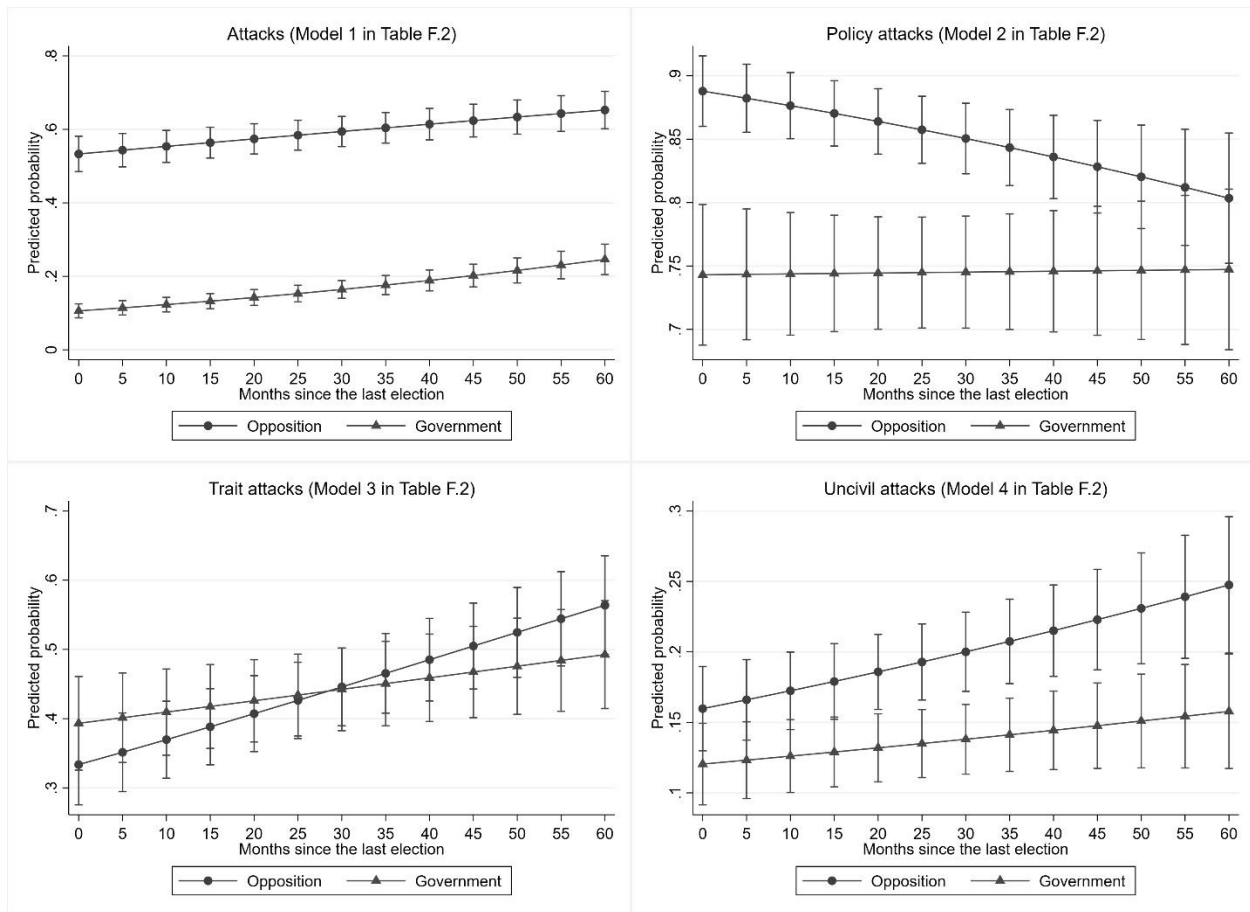 Attacks (Model 1 in Table F.2)
Predicted probability
.8
.6
.4
.2
0
0 5 10 15 20 25 30 35 40 45 50 55 60
Months since the last election
Opposition Government
Policy attacks (Model 2 in Table F.2)
Predicted probability
.9
.85
.8
.75
.7
0 5 10 15 20 25 30 35 40 45 50 55 60
Months since the last election
Opposition Government
Trait attacks (Model 3 in Table F.2)
Predicted probability
.7
.6
.5
.4
.3
0 5 10 15 20 25 30 35 40 45 50 55 60
Months since the last election
Opposition Government
Uncivil attacks (Model 4 in Table F.2)
Predicted probability
.3
.25
.2
.15
.1
0 5 10 15 20 25 30 35 40 45 50 55 60
Months since the last election
Opposition Government